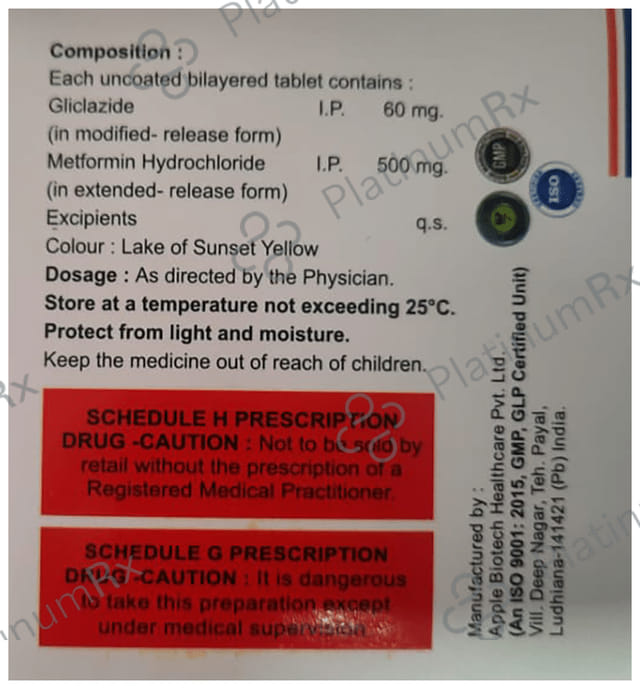 Composition :
Each uncoated bilayered tablet contains :
Gliclazide I.P. 60 mg.
(in modified- release form)
Metformin Hydrochloride I.P. 500 mg.
(in extended- release form)
Excipients q.s.
Colour : Lake of Sunset Yellow
Dosage : As directed by the Physician.
Store at a temperature not exceeding 25°C.
Protect from light and moisture.
Keep the medicine out of reach of children.
SCHEDULE H PRESCRIPTION
DRUG -CAUTION : Not to be sold by
retail without the prescription of a
Registered Medical Practitioner.
SCHEDULE G PRESCRIPTION
DRUG -CAUTION : It is dangerous
to take this preparation except
under medical supervision
GMP
ISO
Manufactured by :
Apple Biotech Healthcare Pvt. Ltd.
(An ISO 9001: 2015, GMP, GLP Certified Unit)
Vill. Deep Nagar, Teh. Payal,
Ludhiana-141421 (Pb) India.
PlatinumRx
PlatinumRx